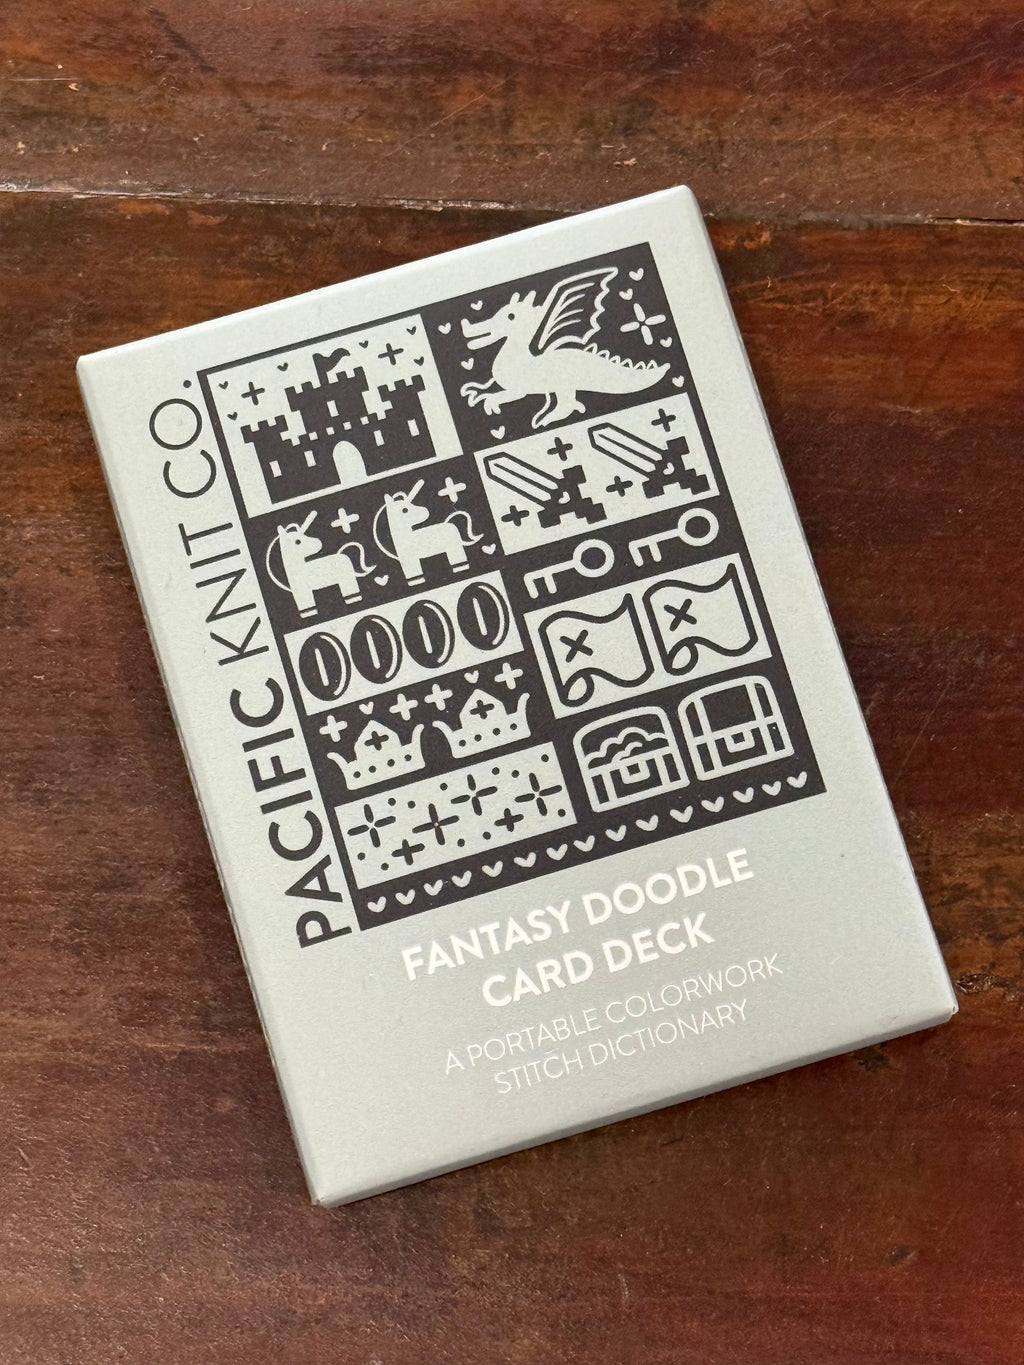 PACIFIC KNIT CO.
FANTASY DOODLE
CARD DECK
A PORTABLE COLORWORK
STITCH DICTIONARY